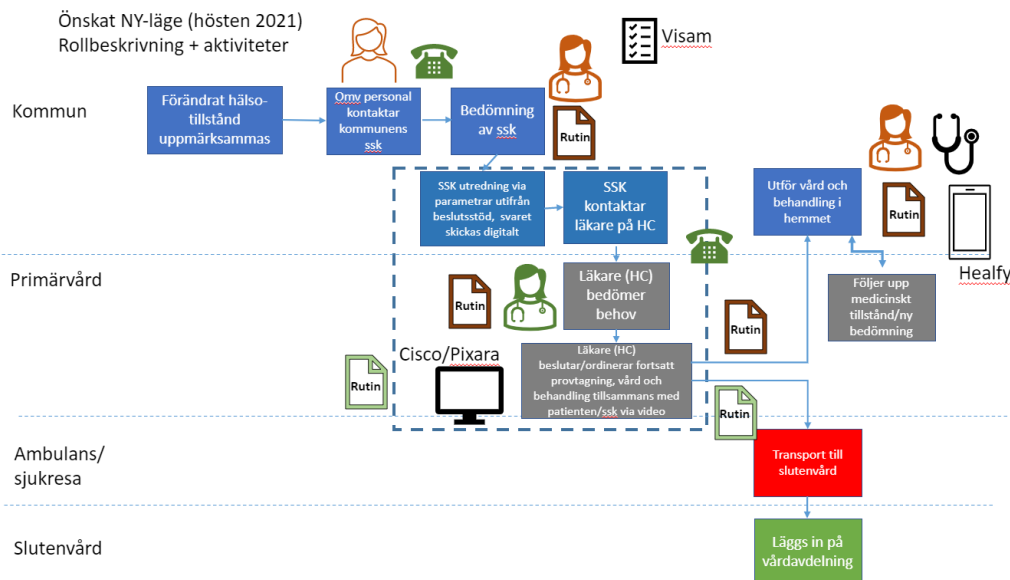 Önskat NY-läge (hösten 2021)
Rollbeskrivning + aktiviteter
Visam
Kommun
Förändrat hälso-
tillstånd
uppmärksammas
Omv personal
kontaktar
kommunens
ssk
Bedömning
av ssk
Rutin
SSK utredning via
parametrar utifrån
beslutsstöd, svaret
skickas digitalt
SSK
kontaktar
läkare på HC
Utför vård och
behandling i
hemmet
Rutin
Healfy
Primärvård
Rutin
Läkare (HC)
bedömer
behov
Rutin
Följer upp
medicinskt
tillstånd/ny
bedömning
Cisco/Pixara
Rutin
Läkare (HC)
beslutar/ordinerar fortsatt
provtagning, vård och
behandling tillsammans med
patienten/ssk via video
Rutin
Ambulans/
sjukresa
Transport till
slutenvård
Slutenvård
Läggs in på
vårdavdelning